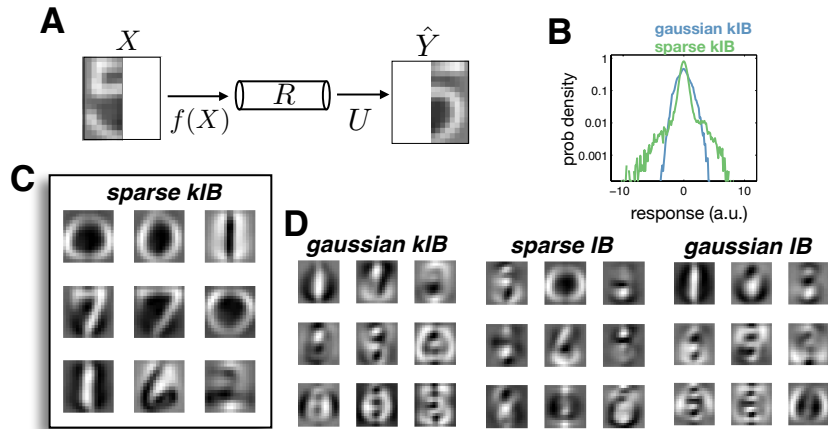 A
X
f(X)
R
U
Ŷ
B
gaussian kIB
sparse kIB
prob density
1
0.1
0.01
0.001
−10
0
10
response (a.u.)
C
sparse kIB
D
gaussian kIB
sparse IB
gaussian IB